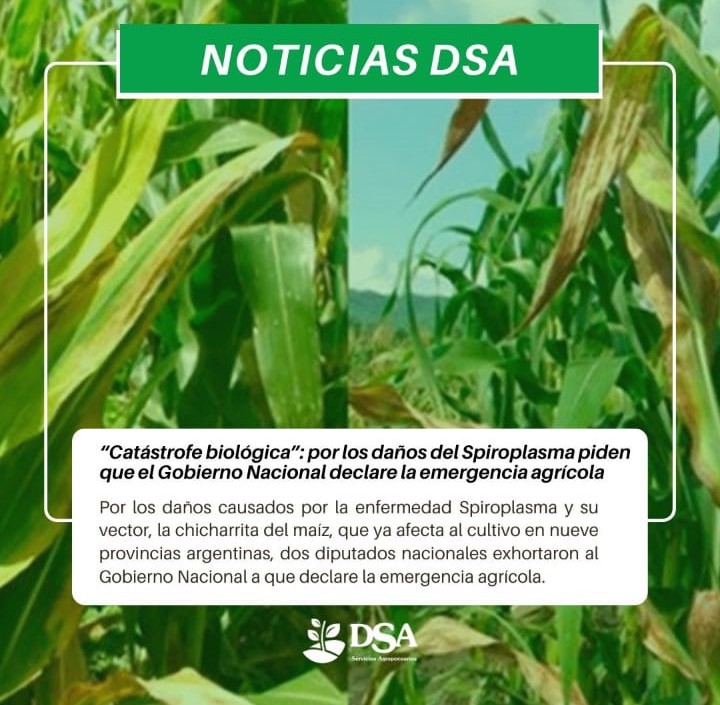 NOTICIAS DSA
“Catástrofe biológica”: por los daños del Spiroplasma piden
que el Gobierno Nacional declare la emergencia agrícola
Por los daños causados por la enfermedad Spiroplasma y su
vector, la chicharrita del maíz, que ya afecta al cultivo en nueve
provincias argentinas, dos diputados nacionales exhortaron al
Gobierno Nacional a que declare la emergencia agrícola.
DSA
Servicios Agropecuarios